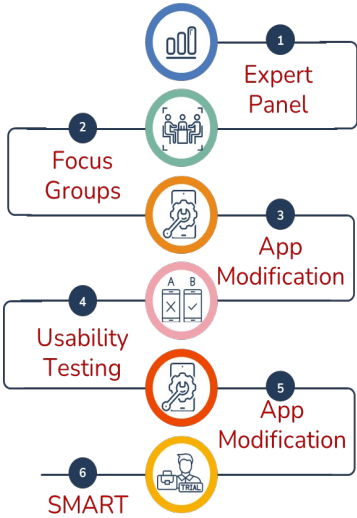 1
Expert
Panel
2
Focus
Groups
3
App
Modification
A B
4
Usability
Testing
5
App
Modification
6
TRIAL
SMART